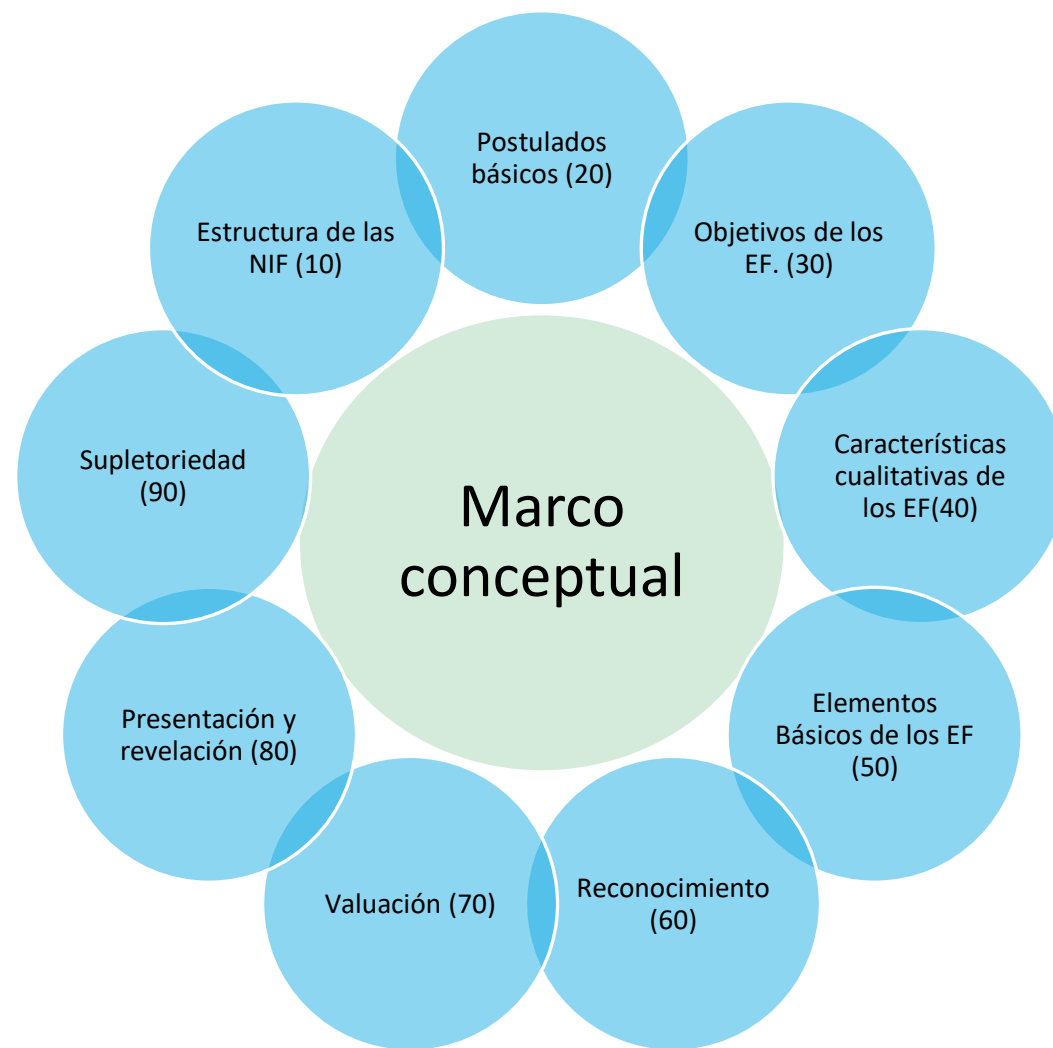 Postulados
básicos (20)
Objetivos de los
EF. (30)
Características
cualitativas de
los EF(40)
Elementos
Básicos de los EF
(50)
Reconocimiento
(60)
Valuación (70)
Presentación y
revelación (80)
Supletoriedad
(90)
Estructura de las
NIF (10)
Marco
conceptual